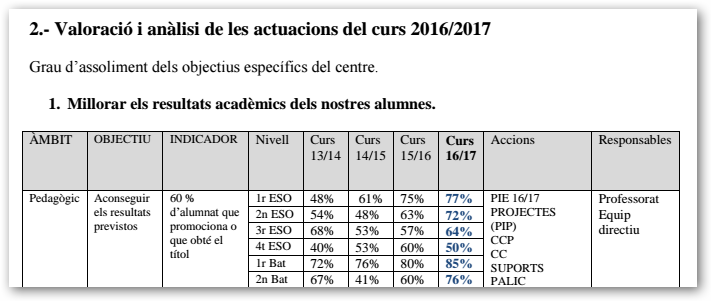 2.- Valoració i anàlisi de les actuacions del curs 2016/2017
Grau d’assoliment dels objectius específics del centre.
1. Millorar els resultats acadèmics dels nostres alumnes.
ÀMBIT OBJECTIU INDICADOR Nivell Curs 13/14 Curs 14/15 Curs 15/16 Curs 16/17 Accions Responsables
Pedagògic Aconseguir els resultats previstos 60 % d’alumnat que promociona o que obté el títol
1r ESO 48% 61% 75% 77%
2n ESO 54% 48% 63% 72%
3r ESO 68% 53% 57% 64%
4t ESO 40% 53% 60% 50%
1r Bat 72% 76% 80% 85%
2n Bat 67% 41% 60% 76%
PIE 16/17
PROJECTES
(PIP)
CCP
CC
SUPORTS
PALIC
Professorat
Equip
directiu